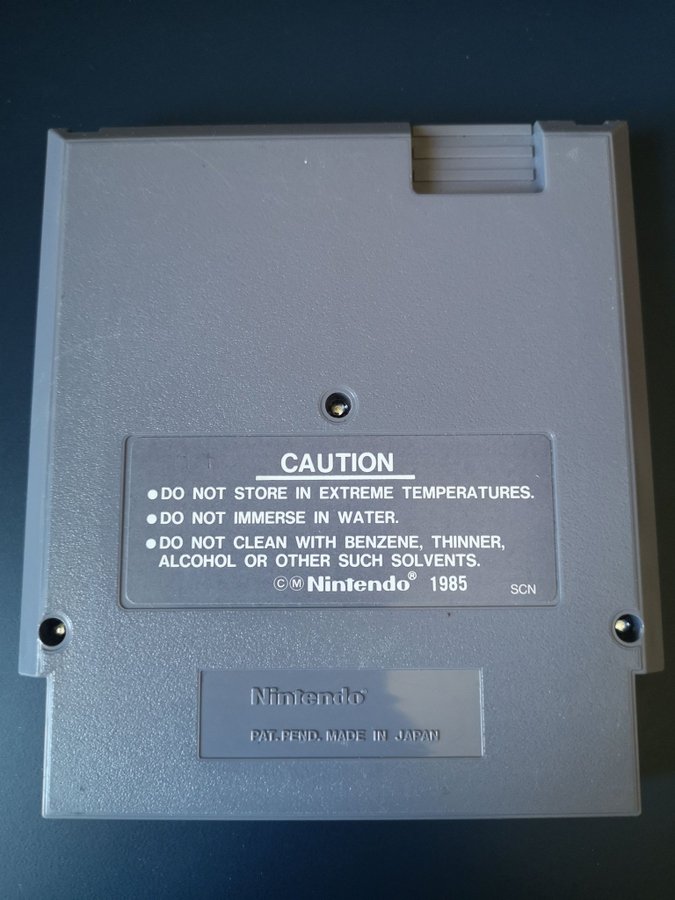 CAUTION
●DO NOT STORE IN EXTREME TEMPERATURES.
●DO NOT IMMERSE IN WATER.
●DO NOT CLEAN WITH BENZENE, THINNER,
ALCOHOL OR OTHER SUCH SOLVENTS.
©Ⓜ Nintendo® 1985
SCN
Nintendo®
PAT. PEND. MADE IN JAPAN